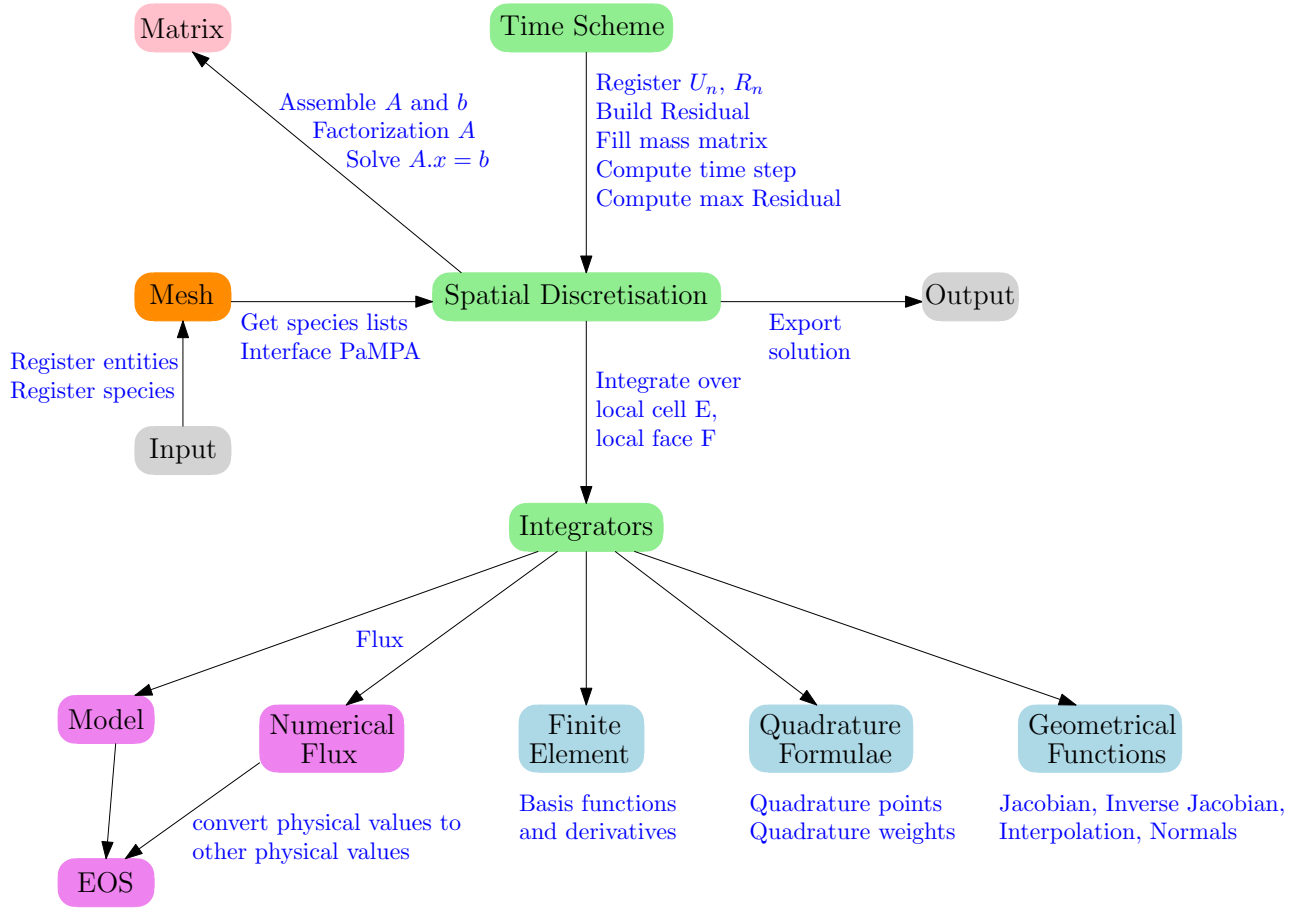 Matrix
Time Scheme
Assemble A and b
Factorization A
Solve A.x = b
Register Uₙ, Rₙ
Build Residual
Fill mass matrix
Compute time step
Compute max Residual
Mesh
Spatial Discretisation
Output
Get species lists
Interface PaMPA
Export
solution
Register entities
Register species
Input
Integrate over
local cell E,
local face F
Integrators
Flux
Model
Numerical
Flux
Finite
Element
Quadrature
Formulae
Geometrical
Functions
Basis functions
and derivatives
Quadrature points
Quadrature weights
Jacobian, Inverse Jacobian,
Interpolation, Normals
convert physical values to
other physical values
EOS